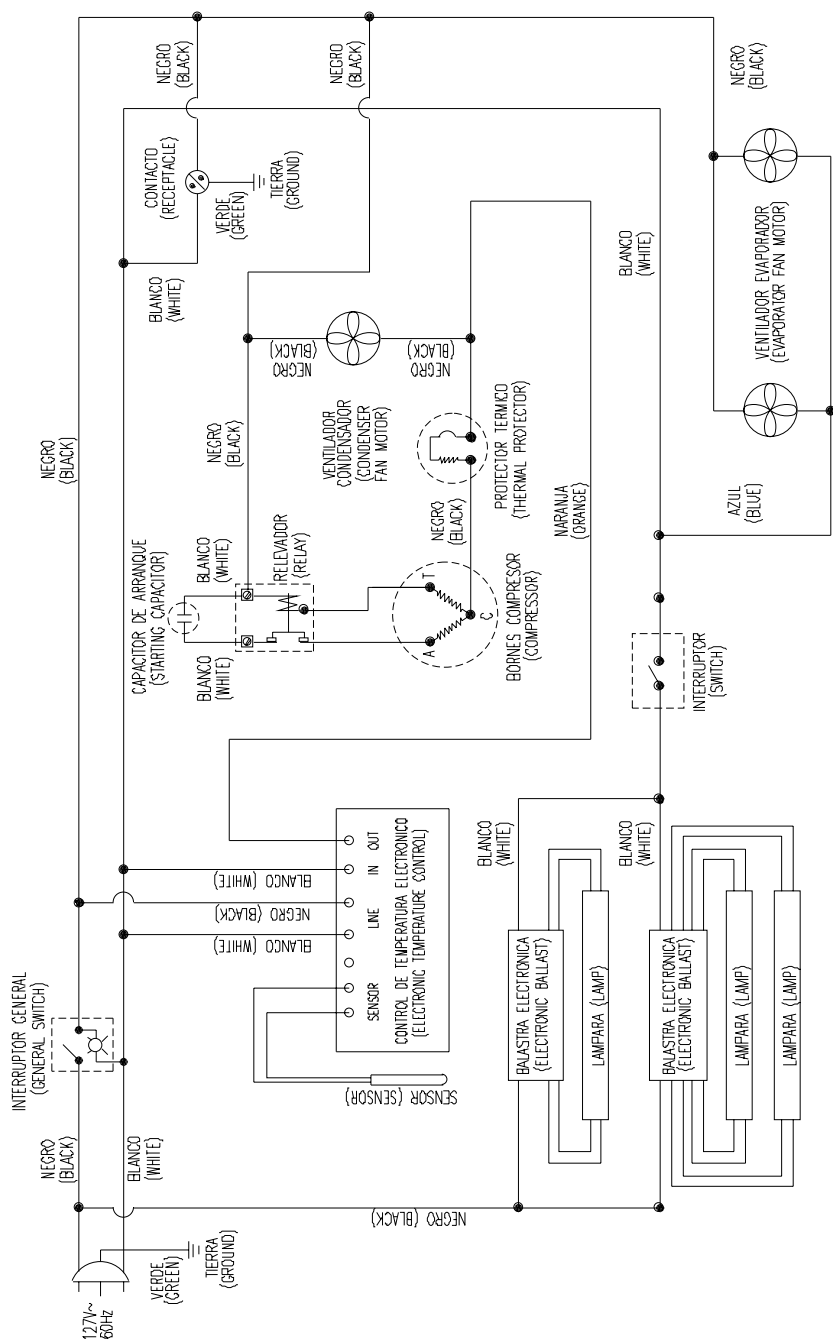 127V~
60Hz
VERDE
(GREEN)
TIERRA
(GROUND)
NEGRO
(BLACK)
BLANCO
(WHITE)
INTERRUPTOR GENERAL
(GENERAL SWITCH)
NEGRO
(BLACK)
CAPACITOR DE ARRANQUE
(STARTING CAPACITOR)
BLANCO
(WHITE)
BLANCO
(WHITE)
RELEVADOR
(RELAY)
NEGRO
(BLACK)
BLANCO
(WHITE)
CONTACTO
(RECEPTACLE)
VERDE
(GREEN)
TIERRA
(GROUND)
NEGRO
(BLACK)
NEGRO
(BLACK)
NEGRO
(BLACK)
BLANCO (WHITE)
NEGRO (BLACK)
BLANCO (WHITE)
SENSOR
LINE
IN
OUT
CONTROL DE TEMPERATURA ELECTRONICO
(ELECTRONIC TEMPERATURE CONTROL)
SENSOR (SENSOR)
NEGRO (BLACK)
NEGRO
(BLACK)
NEGRO
(BLACK)
VENTILADOR
CONDENSADOR
(CONDENSER
FAN MOTOR)
A
T
C
BORNES COMPRESOR
(COMPRESSOR)
NEGRO
(BLACK)
PROTECTOR TERMICO
(THERMAL PROTECTOR)
NARANJA
(ORANGE)
BLANCO
(WHITE)
BALASTRA ELECTRONICA
(ELECTRONIC BALLAST)
LAMPARA (LAMP)
BLANCO
(WHITE)
BLANCO
(WHITE)
BALASTRA ELECTRONICA
(ELECTRONIC BALLAST)
LAMPARA (LAMP)
LAMPARA (LAMP)
INTERRUPTOR
(SWITCH)
AZUL
(BLUE)
VENTILADOR EVAPORADOR
(EVAPORATOR FAN MOTOR)